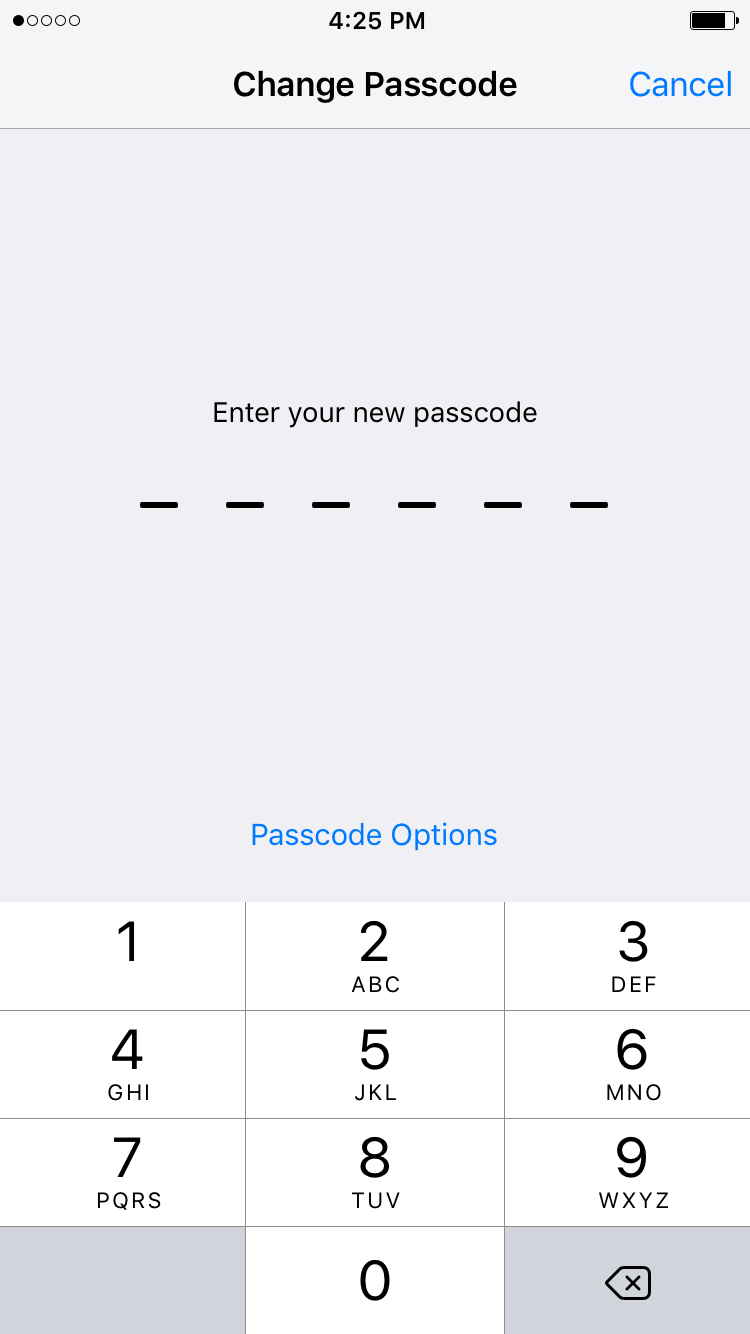 4:25 PM
Change Passcode Cancel
Enter your new passcode
Passcode Options
1 2 3
ABC DEF
4 5 6
GHI JKL MNO
7 8 9
PQRS TUV WXYZ
0